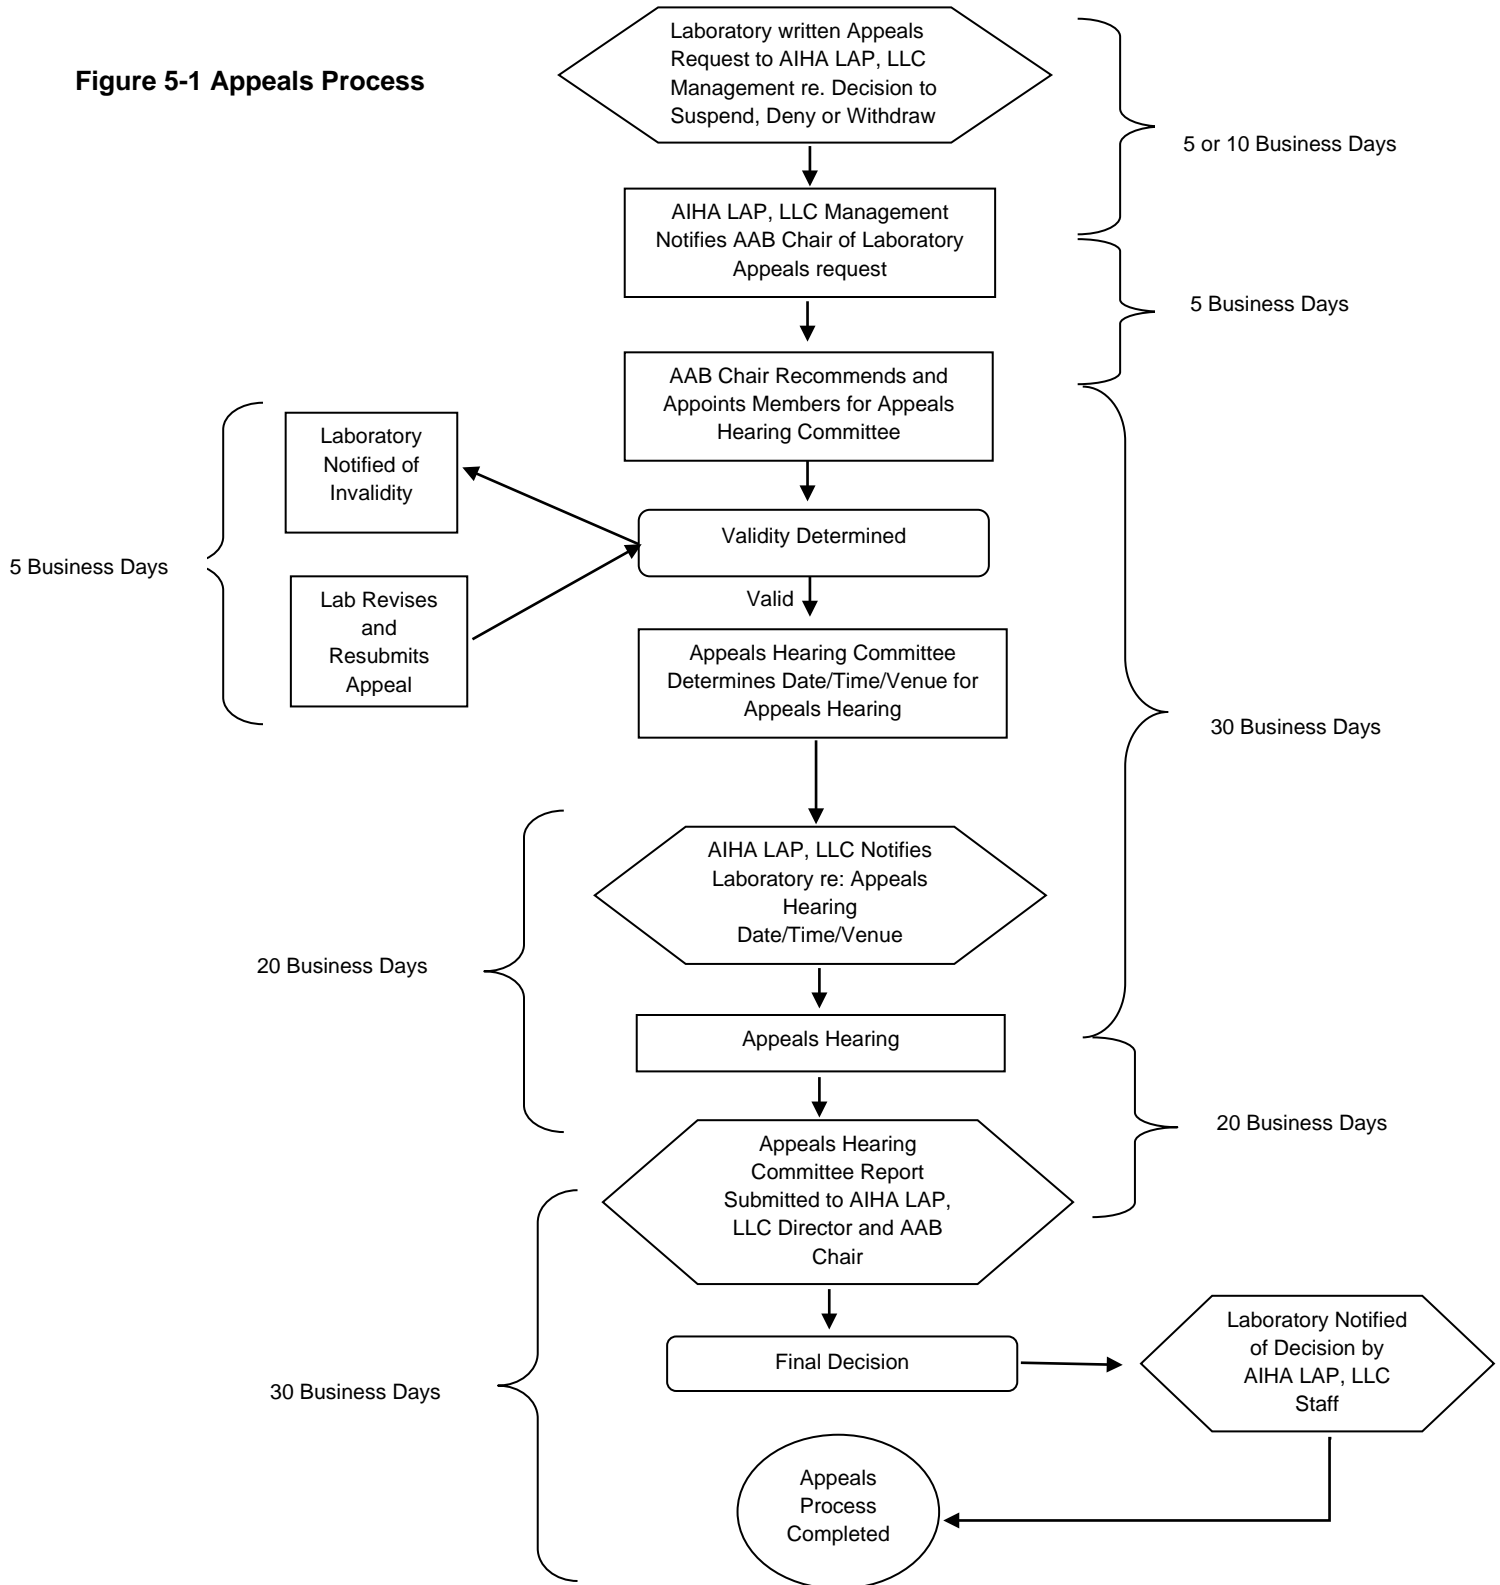 Figure 5-1 Appeals Process
Laboratory written Appeals
Request to AIHA LAP, LLC
Management re. Decision to
Suspend, Deny or Withdraw
5 or 10 Business Days
AIHA LAP, LLC Management
Notifies AAB Chair of Laboratory
Appeals request
5 Business Days
AAB Chair Recommends and
Appoints Members for Appeals
Hearing Committee
Laboratory
Notified of
Invalidity
Validity Determined
5 Business Days
Lab Revises
and
Resubmits
Appeal
Valid
Appeals Hearing Committee
Determines Date/Time/Venue for
Appeals Hearing
30 Business Days
AIHA LAP, LLC Notifies
Laboratory re: Appeals
Hearing
Date/Time/Venue
20 Business Days
Appeals Hearing
20 Business Days
Appeals Hearing
Committee Report
Submitted to AIHA LAP,
LLC Director and AAB
Chair
Final Decision
Laboratory Notified
of Decision by
AIHA LAP, LLC
Staff
30 Business Days
Appeals
Process
Completed